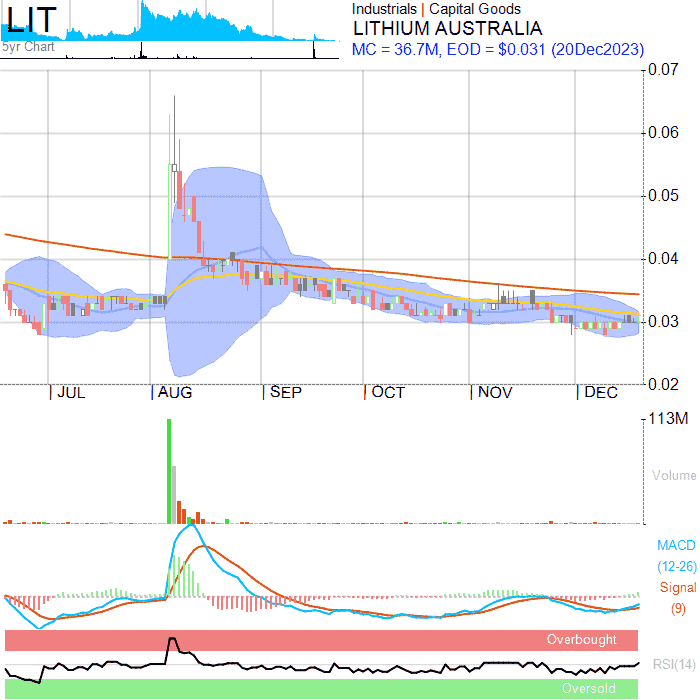 LIT
5yr Chart
Industrials | Capital Goods
LITHIUM AUSTRALIA
MC = 36.7M, EOD = $0.031 (20Dec2023)
0.07
0.06
0.05
0.04
0.03
0.02
JUL AUG SEP OCT NOV DEC
113M
Volume
MACD
(12-26)
Signal
(9)
Overbought
RSI(14)
Oversold